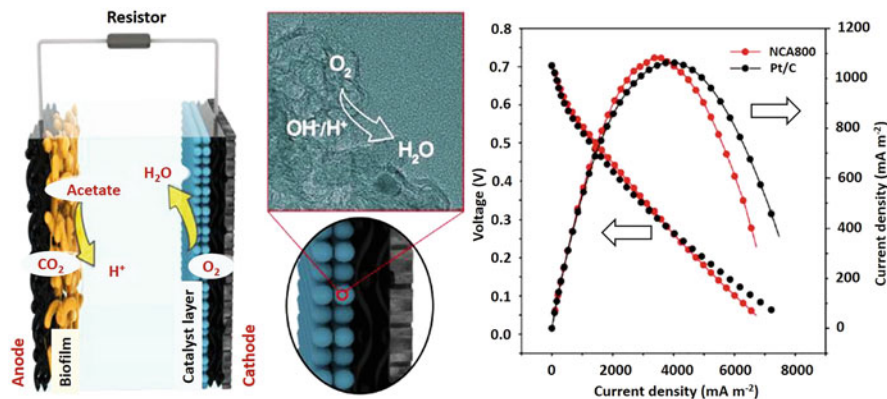 Resistor
H₂O
Acetate
CO₂
H⁺
O₂
Anode
Biofilm
Catalyst layer
Cathode
O₂
OH⁻/H⁺
H₂O
NCA800
Pt/C
Voltage (V)
0.8
0.7
0.6
0.5
0.4
0.3
0.2
0.1
0.0
0
2000
4000
6000
8000
Current density (mA m⁻²)
1200
1000
800
600
400
200
0
Current density (mA m⁻²)